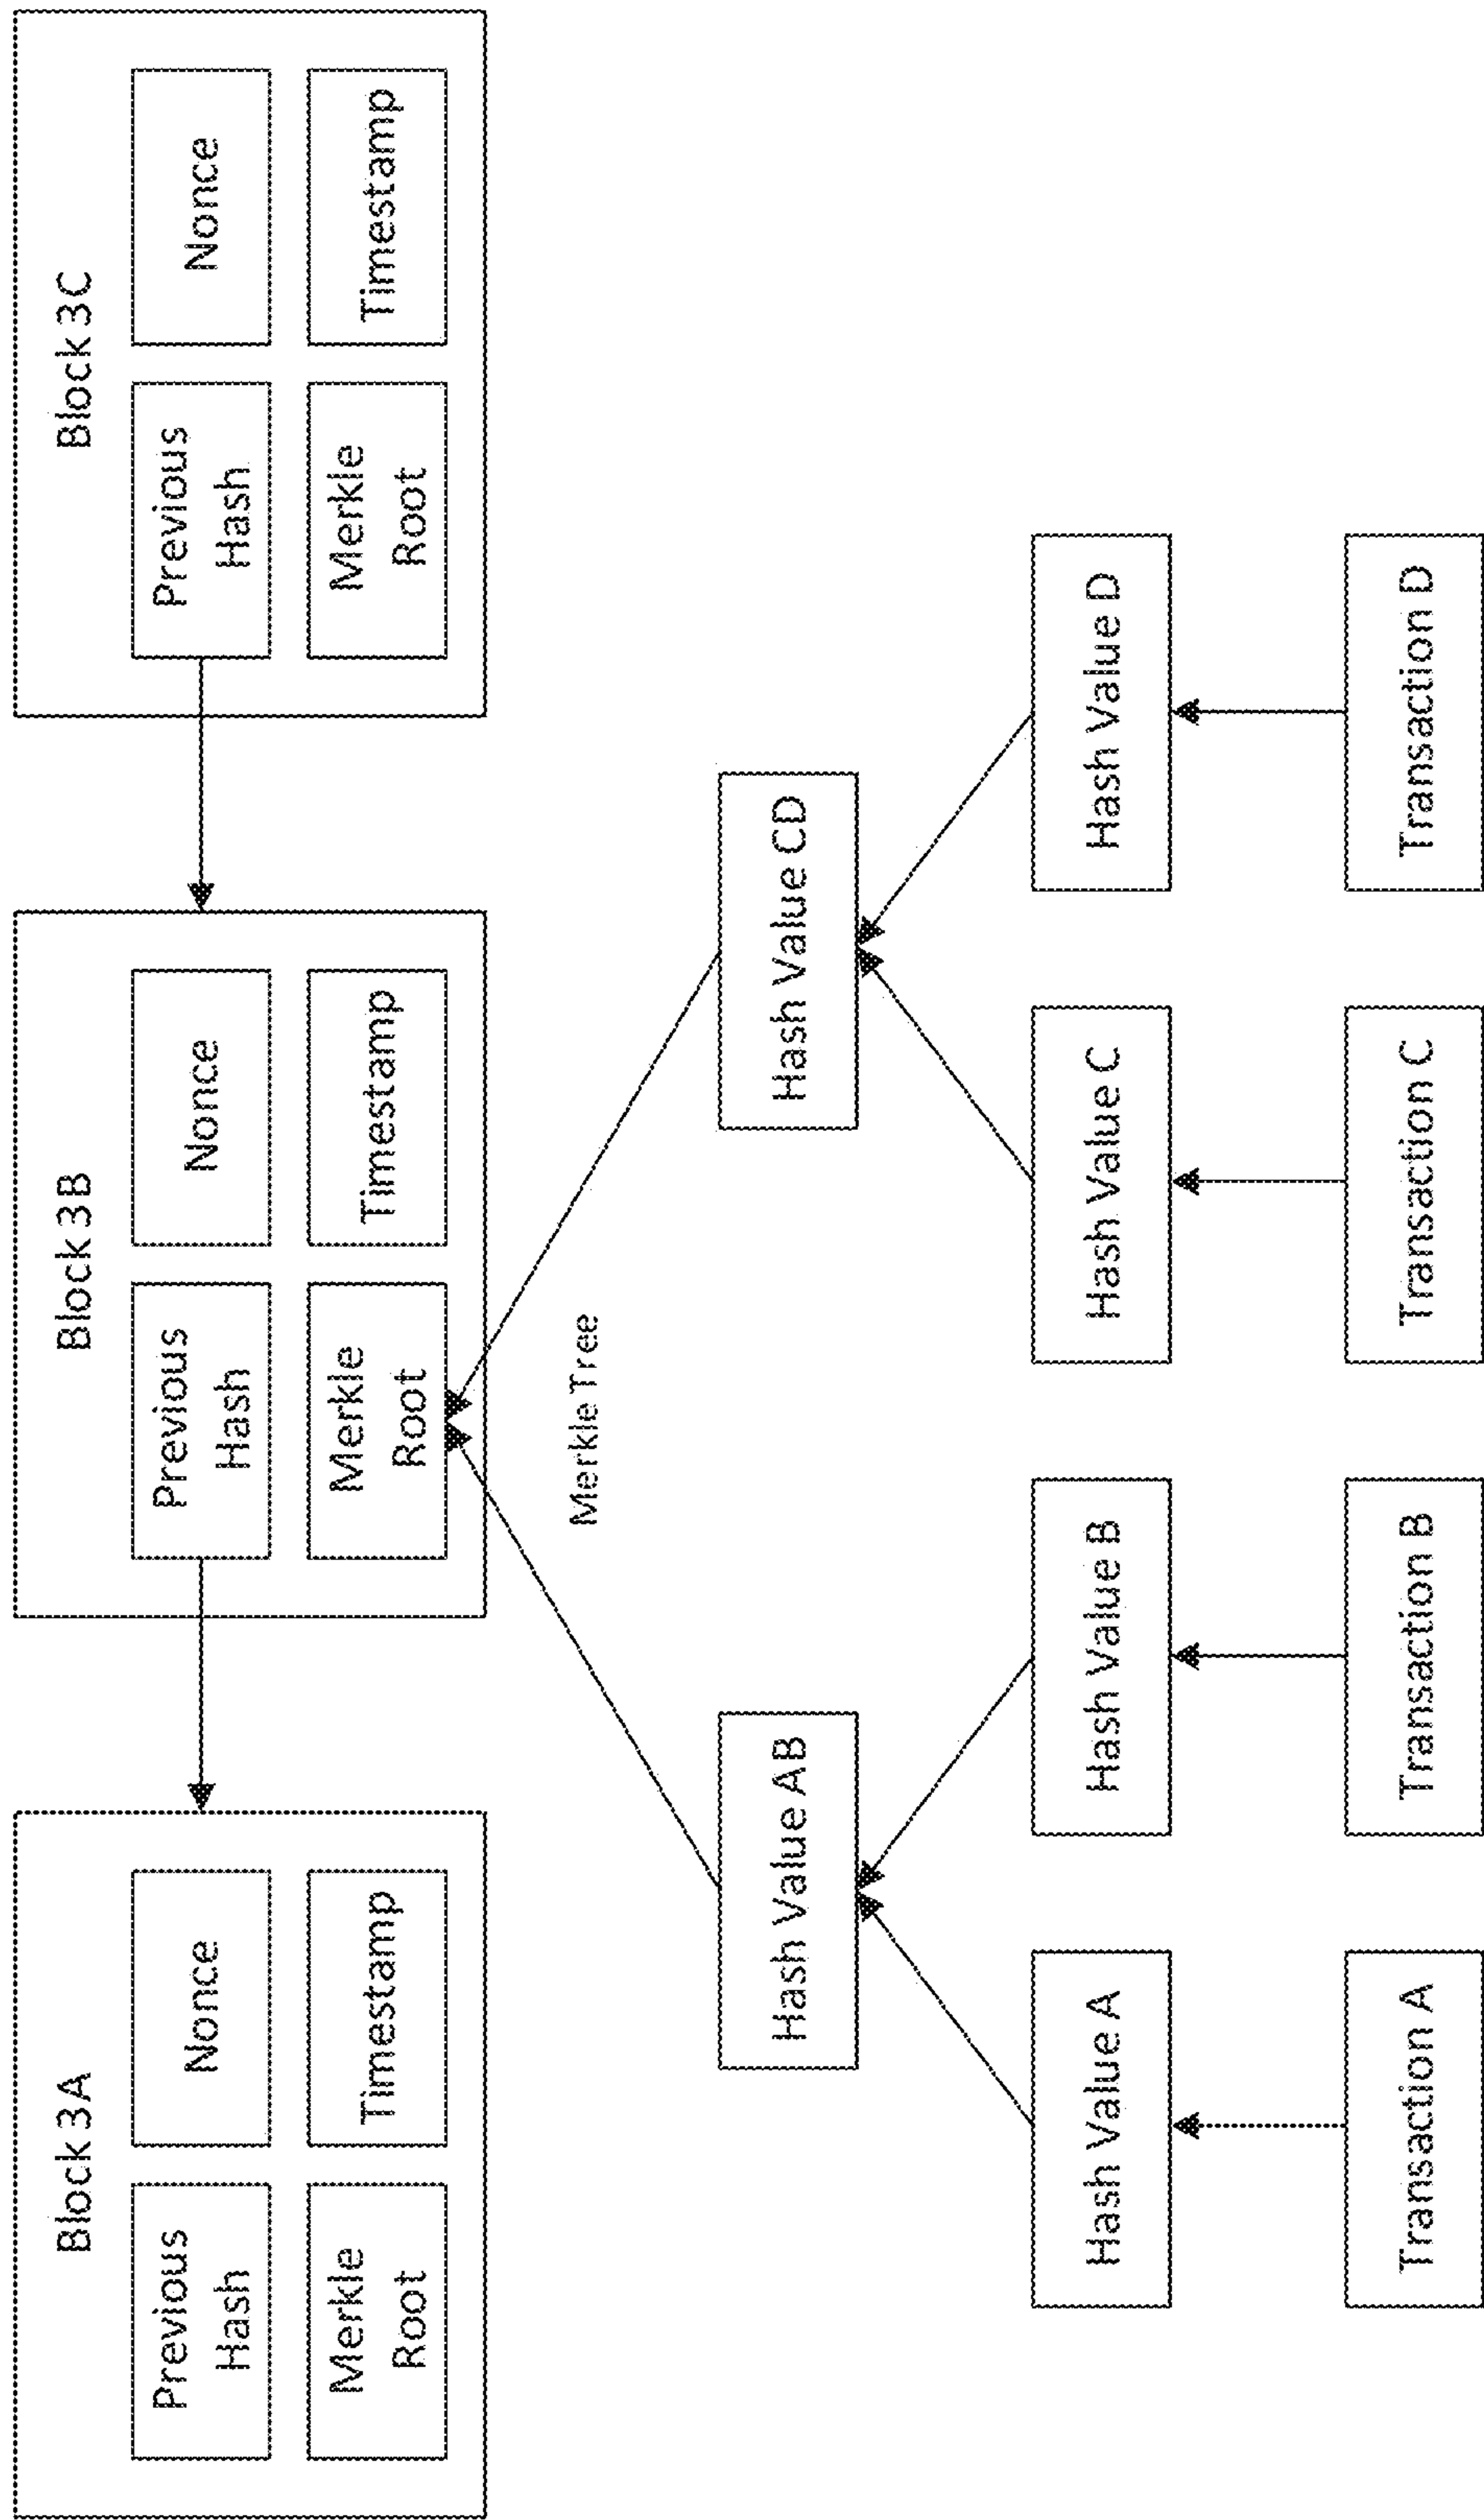 Block 3A
Previous
Hash
Nonce
Merkle
Root
Timestamp
Block 3B
Previous
Hash
Nonce
Merkle
Root
Timestamp
Block 3C
Previous
Hash
Nonce
Merkle
Root
Timestamp
Merkle Tree
Hash Value AB
Hash Value CD
Hash Value A
Hash Value B
Hash Value C
Hash Value D
Transaction A
Transaction B
Transaction C
Transaction D